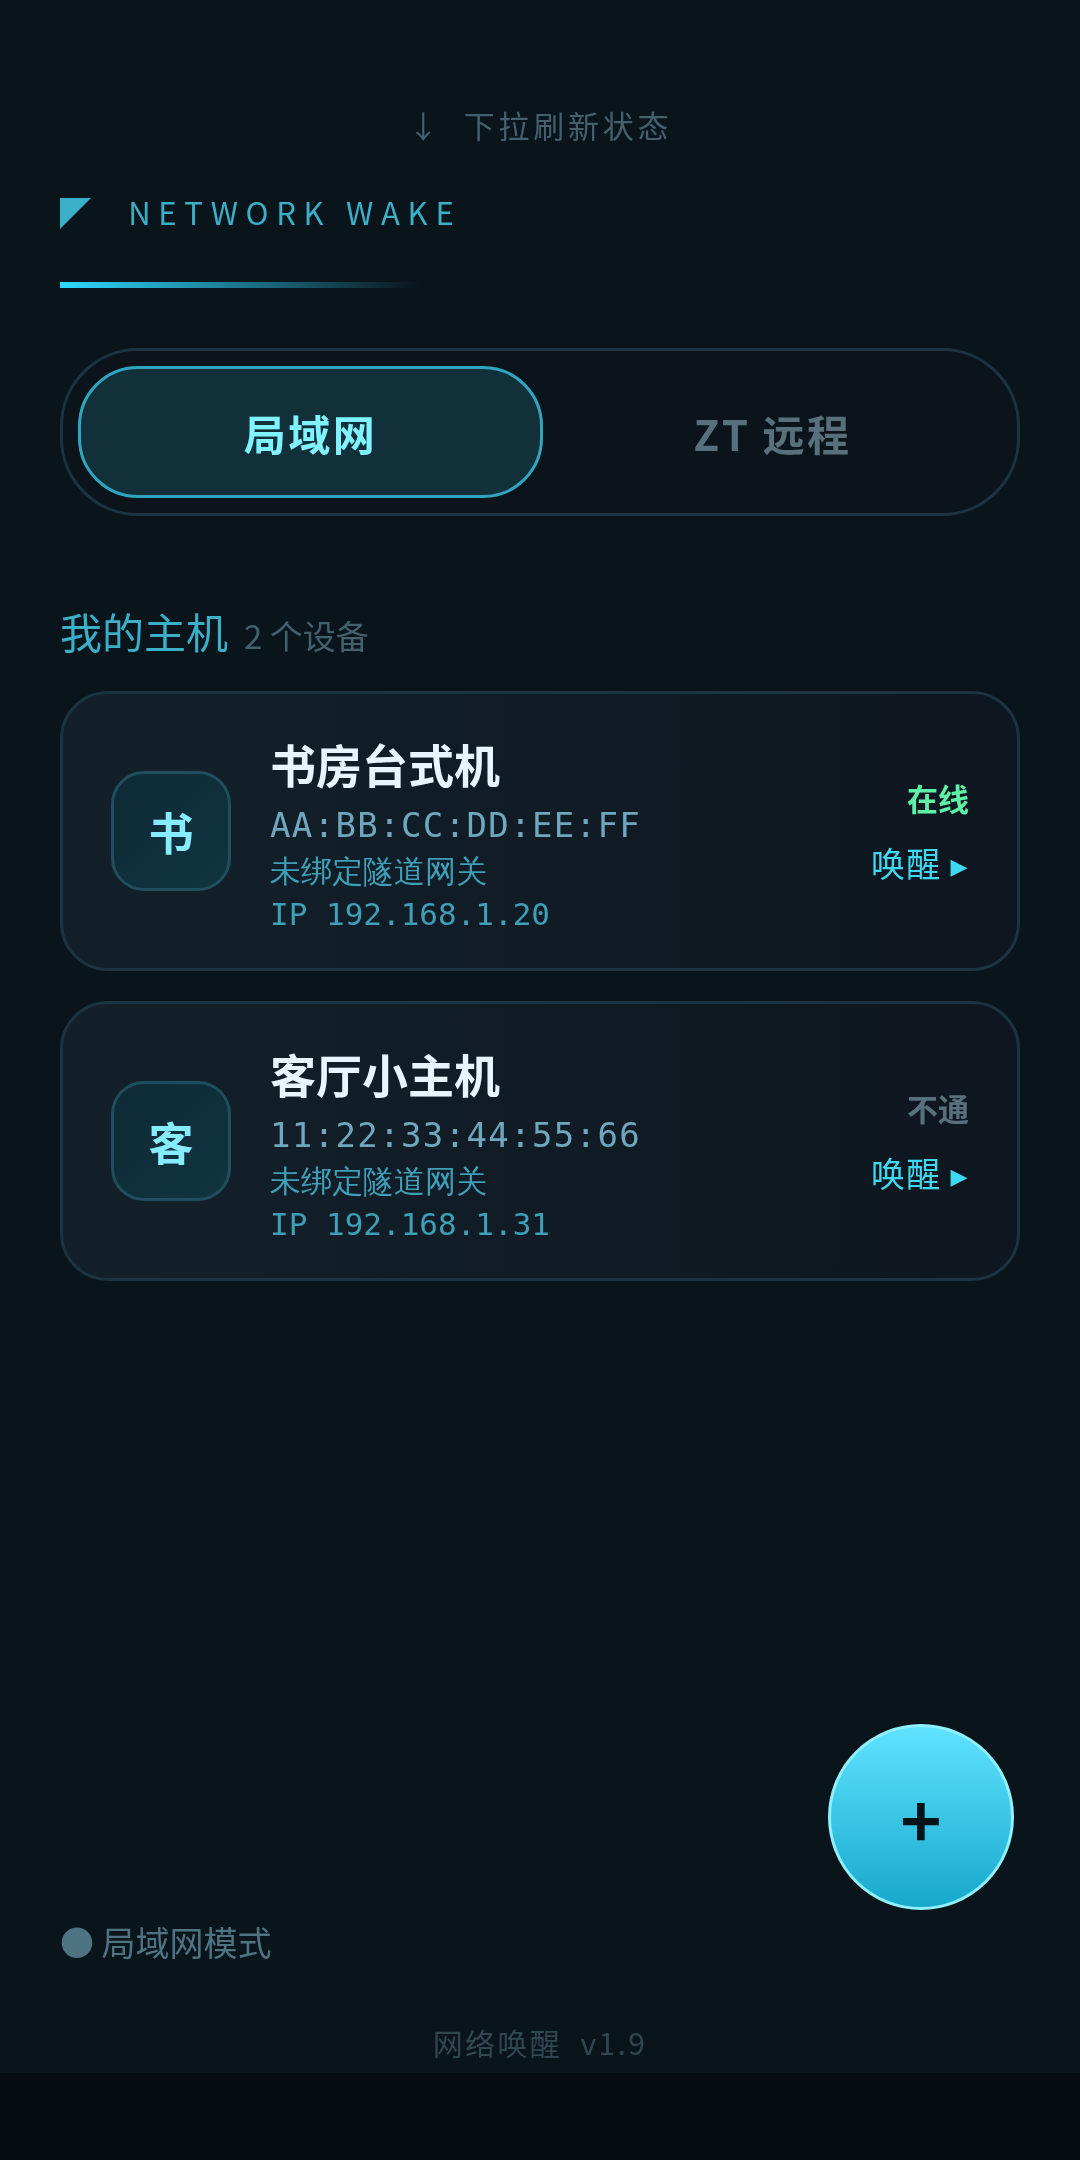 ↓ 下拉刷新状态
NETWORK WAKE
局域网
ZT 远程
我的主机 2 个设备
书
书房台式机
AA:BB:CC:DD:EE:FF
未绑定隧道网关
IP 192.168.1.20
在线
唤醒 ▸
客
客厅小主机
11:22:33:44:55:66
未绑定隧道网关
IP 192.168.1.31
不通
唤醒 ▸
+
● 局域网模式
网络唤醒 v1.9